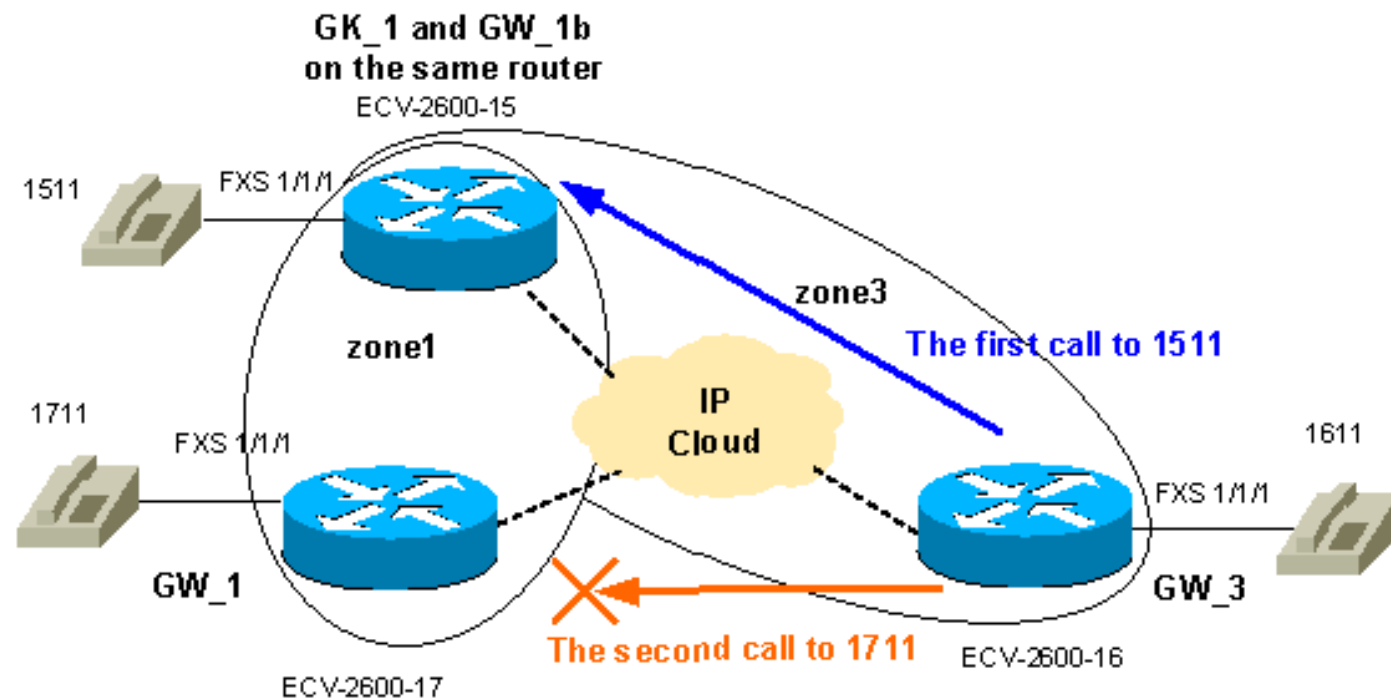 GK_1 and GW_1b
on the same router
ECV-2600-15
1511
FXS 1/1/1
zone3
The first call to 1511
zone1
IP
Cloud
1711
FXS 1/1/1
1611
FXS 1/1/1
GW_1
GW_3
The second call to 1711
ECV-2600-16
ECV-2600-17